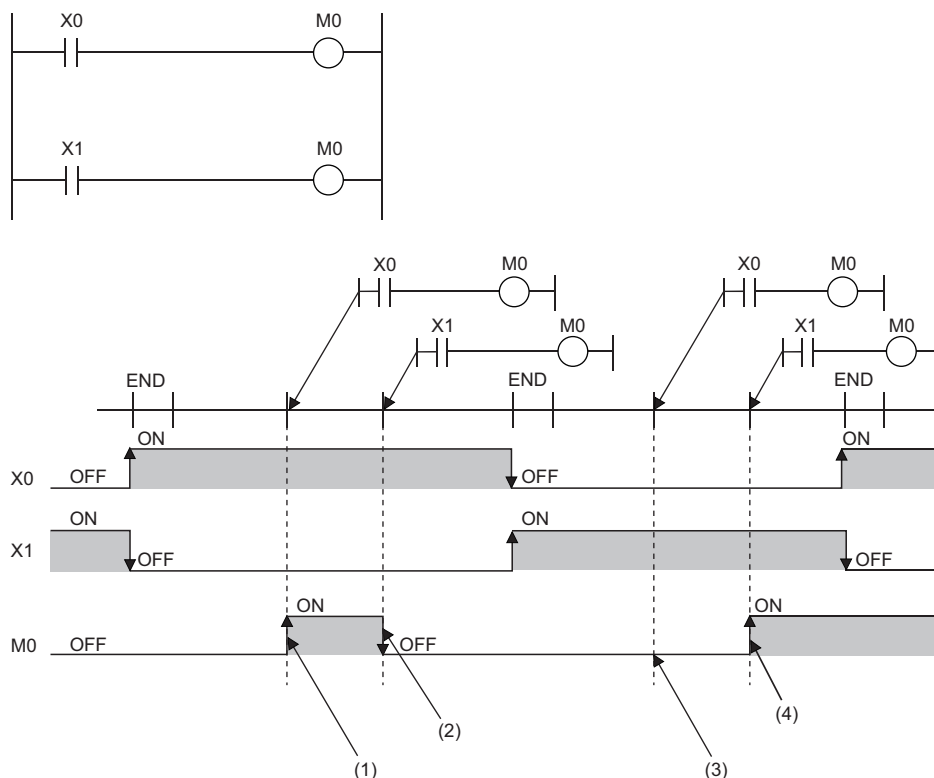 X0 M0
X1 M0
X0 M0 X0 M0
X1 M0 X1 M0
END END END
ON ON
X0 OFF OFF
ON ON
X1 OFF OFF
ON ON
M0 OFF OFF
(2) (4)
(1) (3)